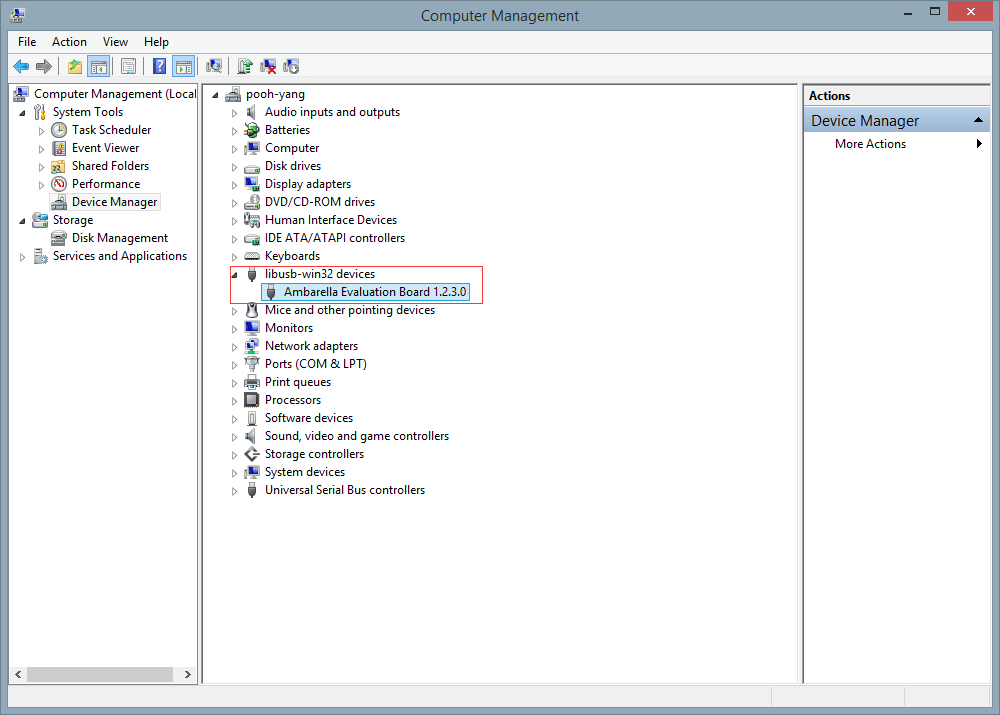 Computer Management
File Action View Help
Computer Management (Local
System Tools
Task Scheduler
Event Viewer
Shared Folders
Performance
Device Manager
Storage
Disk Management
Services and Applications
pooh-yang
Audio inputs and outputs
Batteries
Computer
Disk drives
Display adapters
DVD/CD-ROM drives
Human Interface Devices
IDE ATA/ATAPI controllers
Keyboards
libusb-win32 devices
Ambarella Evaluation Board 1.2.3.0
Mice and other pointing devices
Monitors
Network adapters
Ports (COM & LPT)
Print queues
Processors
Software devices
Sound, video and game controllers
Storage controllers
System devices
Universal Serial Bus controllers
Actions
Device Manager
More Actions